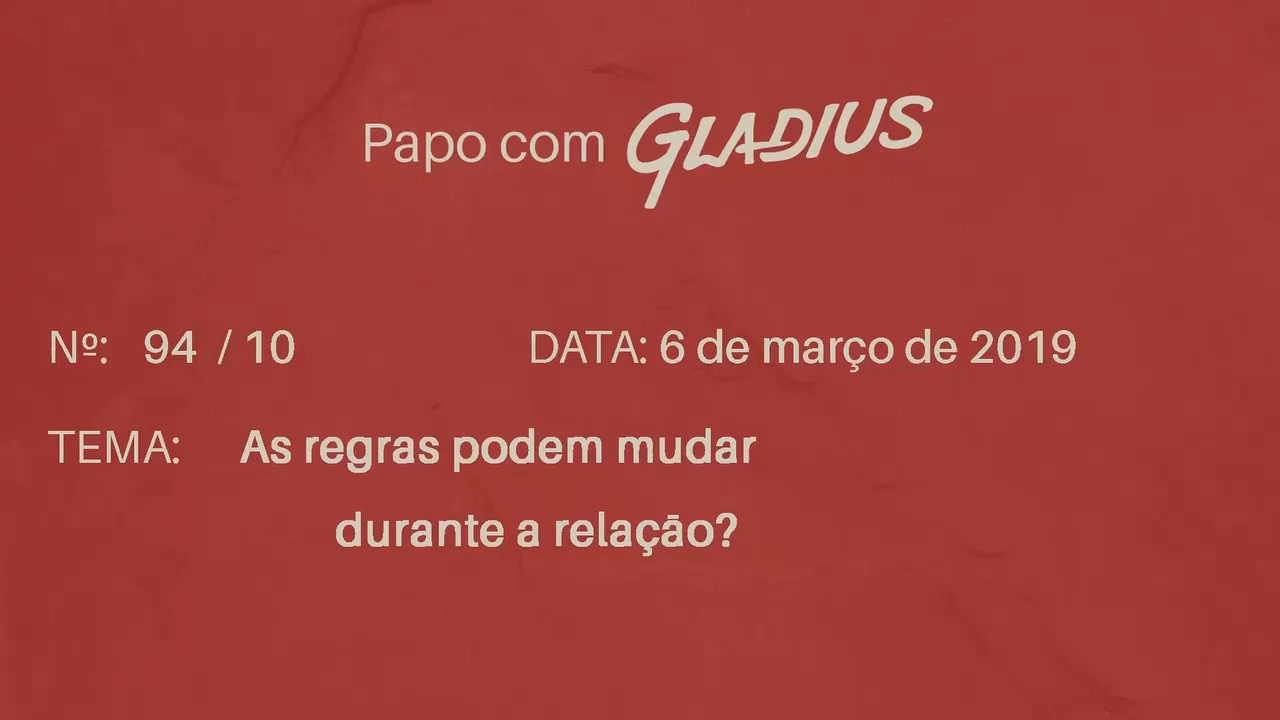 Papo com GLADIUS
Nº: 94 / 10 DATA: 6 de março de 2019
TEMA: As regras podem mudar
durante a relação?